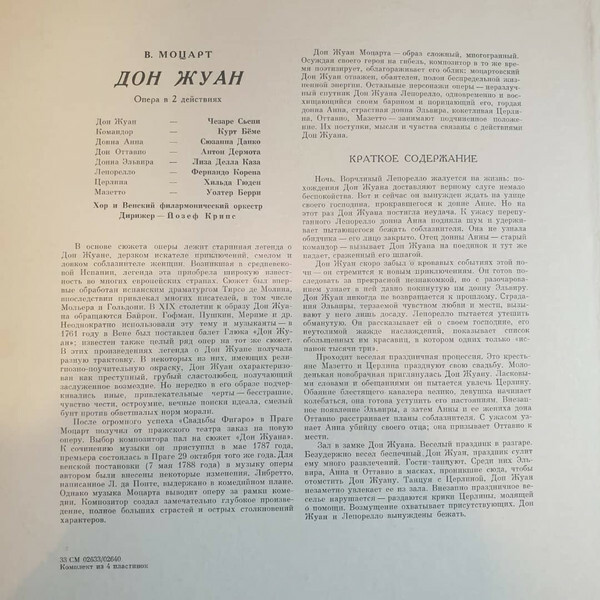 В. МОЦАРТ
ДОН ЖУАН
Опера в 2 действиях
Дон Жуан — Чезаре Сьепи
Командор — Курт Бёме
Донна Анна — Сюзанна Данко
Дон Оттавио — Антон Дермота
Донна Эльвира — Лиза Делла Каза
Лепорелло — Фернандо Корена
Церлина — Хильда Гюден
Мазетто — Уолтер Берри
Хор и Венский филармонический оркестр
Дирижер — Йозеф Крипс
В основе сюжета оперы лежит старинная легенда о
Дон Жуане, дерзком искателе приключений, смелом и
ловком соблазнителе женщин. Возникшая в средневеко-
вой Испании, легенда эта приобрела широкую извест-
ность во многих европейских странах. Сюжет был впер-
вые обработан испанским драматургом Тирсо де Молина,
впоследствии привлекал многих писателей, в том числе
Мольера и Гольдони. В XIX столетии к образу Дон Жуа-
на обращаются Байрон, Гофман, Пушкин, Мериме и др.
Неоднократно использовали эту тему и музыканты — в
1761 году в Вене был поставлен балет Глюка «Дон Жу-
ан»; известен также целый ряд опер на тот же сюжет.
В этих произведениях легенда о Дон Жуане получала
разную трактовку. В некоторых из них, имевших рели-
гиозно-поучительную окраску, Дон Жуан охарактеризо-
ван как преступный, грубый сластолюбец, получающий
заслуженное возмездие. Но нередко в его образе подчер-
кивались иные, привлекательные черты — бесстрашие,
чувство чести, остроумие, вечные поиски идеала, смелый
бунт против обветшалых норм морали.
После огромного успеха «Свадьбы Фигаро» в Праге
Моцарт получил от пражского театра заказ на новую
оперу. Выбор композитора пал на сюжет «Дон Жуана».
К сочинению музыки он приступил в мае 1787 года,
премьера состоялась в Праге 29 октября того же года. Для
венской постановки (7 мая 1788 года) в музыку оперы
автором были внесены некоторые изменения. Либретто,
написанное Л. да Понте, выдержано в комедийном плане.
Однако музыка Моцарта выводит оперу за рамки коме-
дии. Композитор создал замечательно глубокое произве-
дение, полное больших страстей и острых столкновений
характеров.
33 СМ 02633/02640
Комплект из 4 пластинок
Дон Жуан Моцарта — образ сложный, многогранный.
Осуждая своего героя на гибель, композитор в то же вре-
мя поэтизирует, облагораживает его облик: моцартовский
Дон Жуан отважен, обаятелен, полон беспредельной жиз-
ненной энергии. Остальные персонажи оперы — неразлуч-
ный спутник Дон Жуана Лепорелло, одновременно и вос-
хищающийся своим барином и порицающий его, гордая
донна Анна, страстная донна Эльвира, кокетливая Церли-
на, Оттавио, Мазетто — занимают подчиненное положе-
ние. Их поступки, мысли и чувства связаны с действиями
Дон Жуана.
КРАТКОЕ СОДЕРЖАНИЕ
Ночь. Ворчливый Лепорелло жалуется на жизнь: по-
хождения Дон Жуана доставляют верному слуге немало
беспокойства. Вот и сейчас он вынужден ждать на улице
своего господина, прокравшегося к донне Анне. Но на
этот раз Дон Жуана постигла неудача. К ужасу перепу-
ганного Лепорелло донна Анна подняла шум и удержи-
вает пытающегося бежать соблазнителя. Она не узнала
обидчика — его лицо закрыто. Отец донны Анны — старый
командор — вызывает Дон Жуана на поединок и тут же
падает, сраженный его шпагой.
Дон Жуан скоро забыл о кровавых событиях этой но-
чи — он стремится к новым приключениям. Он готов по-
следовать за прекрасной незнакомкой, но с разочарова-
нием узнает в ней давно покинутую им донну Эльвиру.
Дон Жуан никогда не возвращается к прошлому. Страда-
ния Эльвиры, терзаемой чувством любви и мести, вызы-
вают у него лишь досаду. Лепорелло пытается утешить
обманутую. Он рассказывает ей о своем господине, его
неутолимой жажде наслаждений, показывает список
обольщенных им красавиц, в котором одних только «ис-
панок тысячи три».
Проходит веселая праздничная процессия. Это кресть-
яне Мазетто и Церлина празднуют свою свадьбу. Моло-
денькая новобрачная приглянулась Дон Жуану. Ласковы-
ми словами и обещаниями он пытается увлечь Церлину.
Обаяние блестящего кавалера велико, девушка начинает
колебаться, она готова уступить его настояниям. Внезап-
ное появление Эльвиры, а затем Анны и ее жениха дона
Оттавио расстраивает планы соблазнителя. С ужасом уз-
нает Анна убийцу своего отца; она призывает Оттавио к
мести.
Зал в замке Дон Жуана. Веселый праздник в разгаре.
Безудержно весел беспечный Дон Жуан, праздник сулит
ему много развлечений. Гости танцуют. Среди них Эль-
вира, Анна и Оттавио в масках, проникшие сюда, чтобы
отомстить Дон Жуану. Танцуя с Церлиной, Дон Жуан
незаметно увлекает ее из зала. Внезапно праздничное ве-
селье нарушается — раздаются крики Церлины, молящей
о помощи. Возмущение охватывает присутствующих. Дон
Жуан и Лепорелло вынуждены бежать.